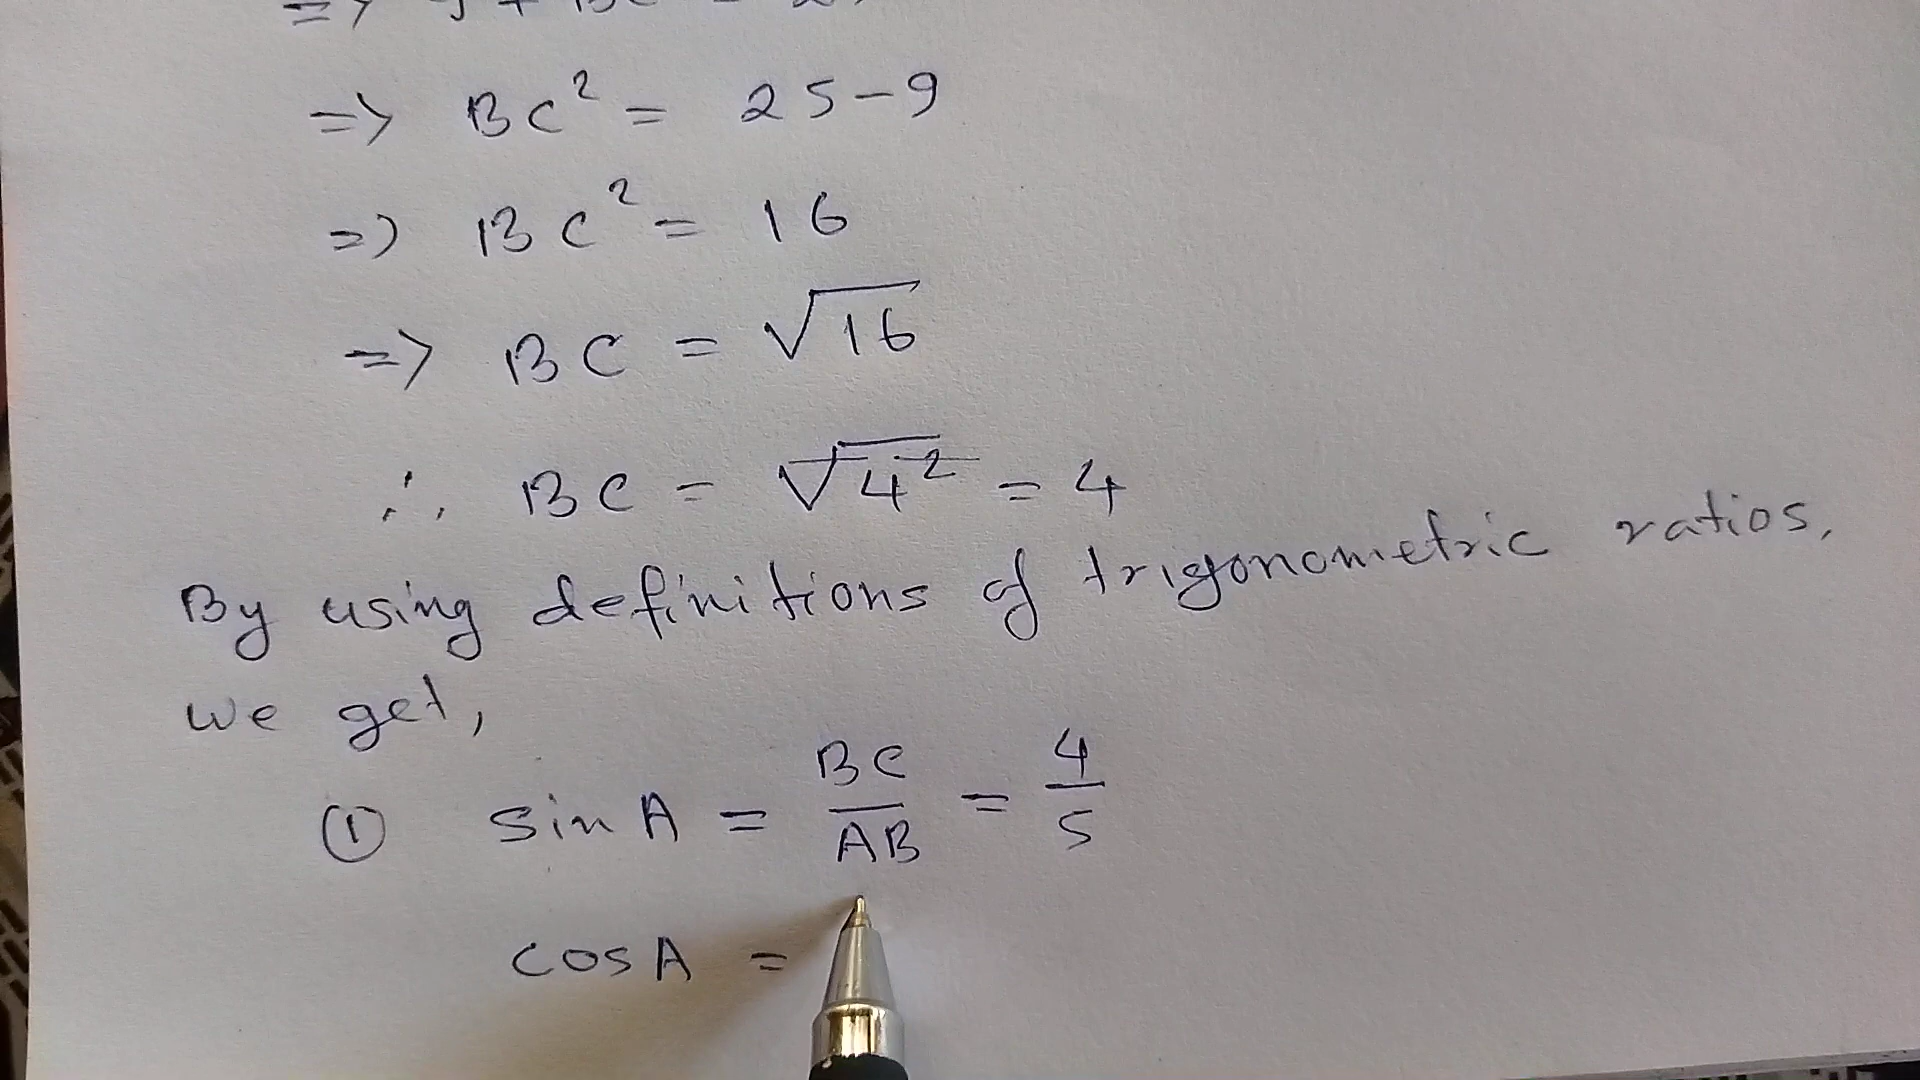 => BC² = 25-9
=> BC² = 16
=> BC = √16
∴ BC = √4² = 4
By using definitions of trigonometric ratios,
we get,
① sin A = BC/AB = 4/5
cos A =